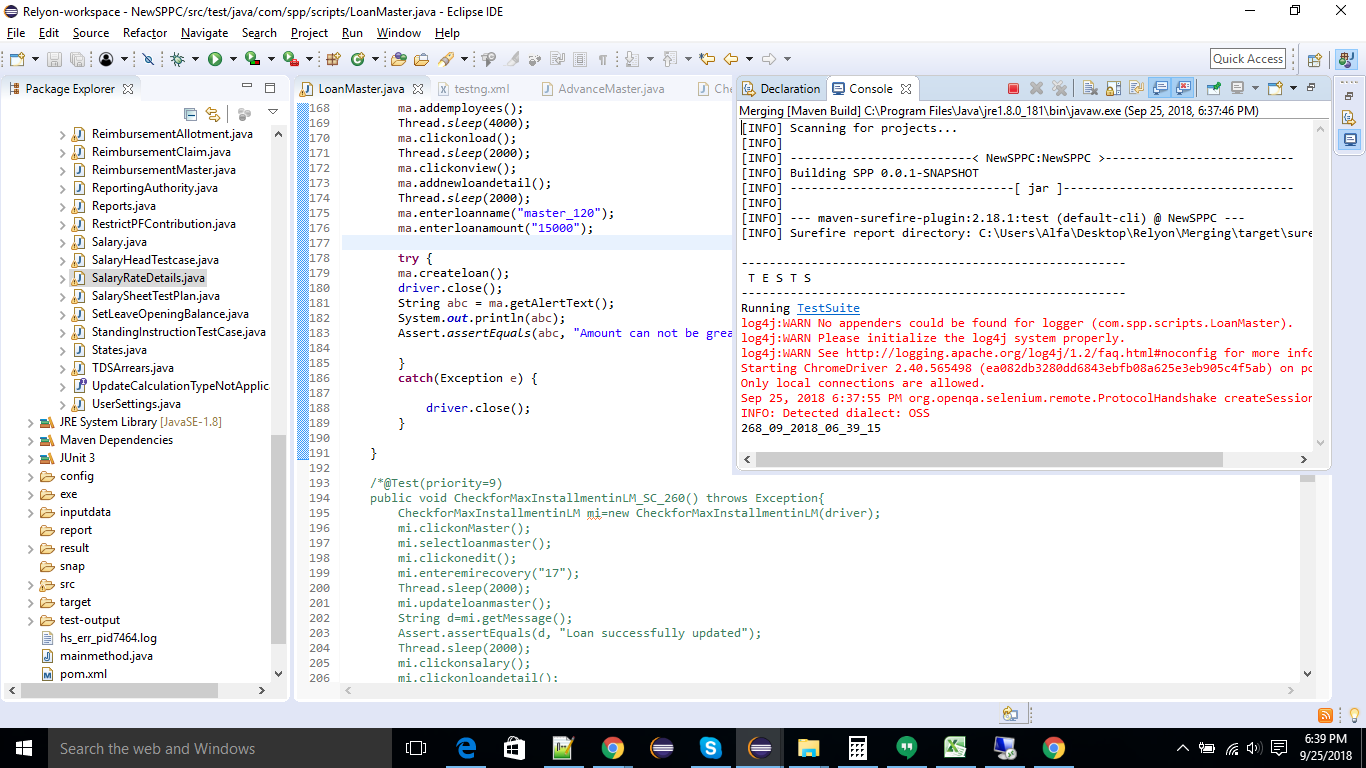 Relyon-workspace - NewSPPC/src/test/java/com/spp/scripts/LoanMaster.java - Eclipse IDE
File Edit Source Refactor Navigate Search Project Run Window Help
Quick Access
Package Explorer
ReimbursementAllotment.java
ReimbursementClaim.java
ReimbursementMaster.java
ReportingAuthority.java
Reports.java
RestrictPFContribution.java
Salary.java
SalaryHeadTestcase.java
SalaryRateDetails.java
SalarySheetTestPlan.java
SetLeaveOpeningBalance.java
StandingInstructionTestCase.java
States.java
TDSArrears.java
UpdateCalculationTypeNotApplic
UserSettings.java
JRE System Library [JavaSE-1.8]
Maven Dependencies
JUnit 3
config
exe
inputdata
report
result
snap
src
target
test-output
hs_err_pid7464.log
mainmethod.java
pom.xml
LoanMaster.java testng.xml AdvanceMaster.java Che
168 ma.addemployees();
169 Thread.sleep(4000);
170 ma.clickonload();
171 Thread.sleep(2000);
172 ma.clickonview();
173 ma.addnewloandetail();
174 Thread.sleep(2000);
175 ma.enterloanname("master_120");
176 ma.enterloanamount("15000");
177
178 try {
179 ma.createloan();
180 driver.close();
181 String abc = ma.getAlertText();
182 System.out.println(abc);
183 Assert.assertEquals(abc, "Amount can not be grea
184
185 }
186 catch(Exception e) {
187
188 driver.close();
189 }
190
191 }
192
193 /*@Test(priority=9)
194 public void CheckforMaxInstallmentinLM_SC_260() throws Exception{
195 CheckforMaxInstallmentinLM mi=new CheckforMaxInstallmentinLM(driver);
196 mi.clickonMaster();
197 mi.selectloanmaster();
198 mi.clickonedit();
199 mi.enteremirecovery("17");
200 Thread.sleep(2000);
201 mi.updateloanmaster();
202 String d=mi.getMessage();
203 Assert.assertEquals(d, "Loan successfully updated");
204 Thread.sleep(2000);
205 mi.clickonsalary();
206 mi.clickonloandetail();
Declaration Console
Merging [Maven Build] C:\Program Files\Java\jre1.8.0_181\bin\javaw.exe (Sep 25, 2018, 6:37:46 PM)
[INFO] Scanning for projects...
[INFO]
[INFO] -------------------------< NewSPPC:NewSPPC >--------------------------
[INFO] Building SPP 0.0.1-SNAPSHOT
[INFO] --------------------------------[ jar ]---------------------------------
[INFO]
[INFO] --- maven-surefire-plugin:2.18.1:test (default-cli) @ NewSPPC ---
[INFO] Surefire report directory: C:\Users\Alfa\Desktop\Relyon\Merging\target\sure
-------------------------------------------------------
T E S T S
-------------------------------------------------------
Running TestSuite
log4j:WARN No appenders could be found for logger (com.spp.scripts.LoanMaster).
log4j:WARN Please initialize the log4j system properly.
log4j:WARN See http://logging.apache.org/log4j/1.2/faq.html#noconfig for more info
Starting ChromeDriver 2.40.565498 (ea082db3280dd6843ebfb08a625e3eb905c4f5ab) on po
Only local connections are allowed.
Sep 25, 2018 6:37:55 PM org.openqa.selenium.remote.ProtocolHandshake createSession
INFO: Detected dialect: OSS
268_09_2018_06_39_15
Search the web and Windows
6:39 PM
9/25/2018